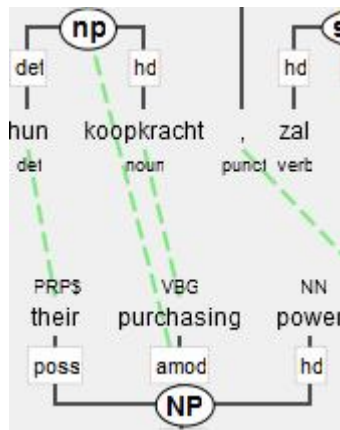 np s
det hd hd
hun koopkracht , zal
det noun punct verb
PRP$ VBG NN
their purchasing power
poss amod hd
NP